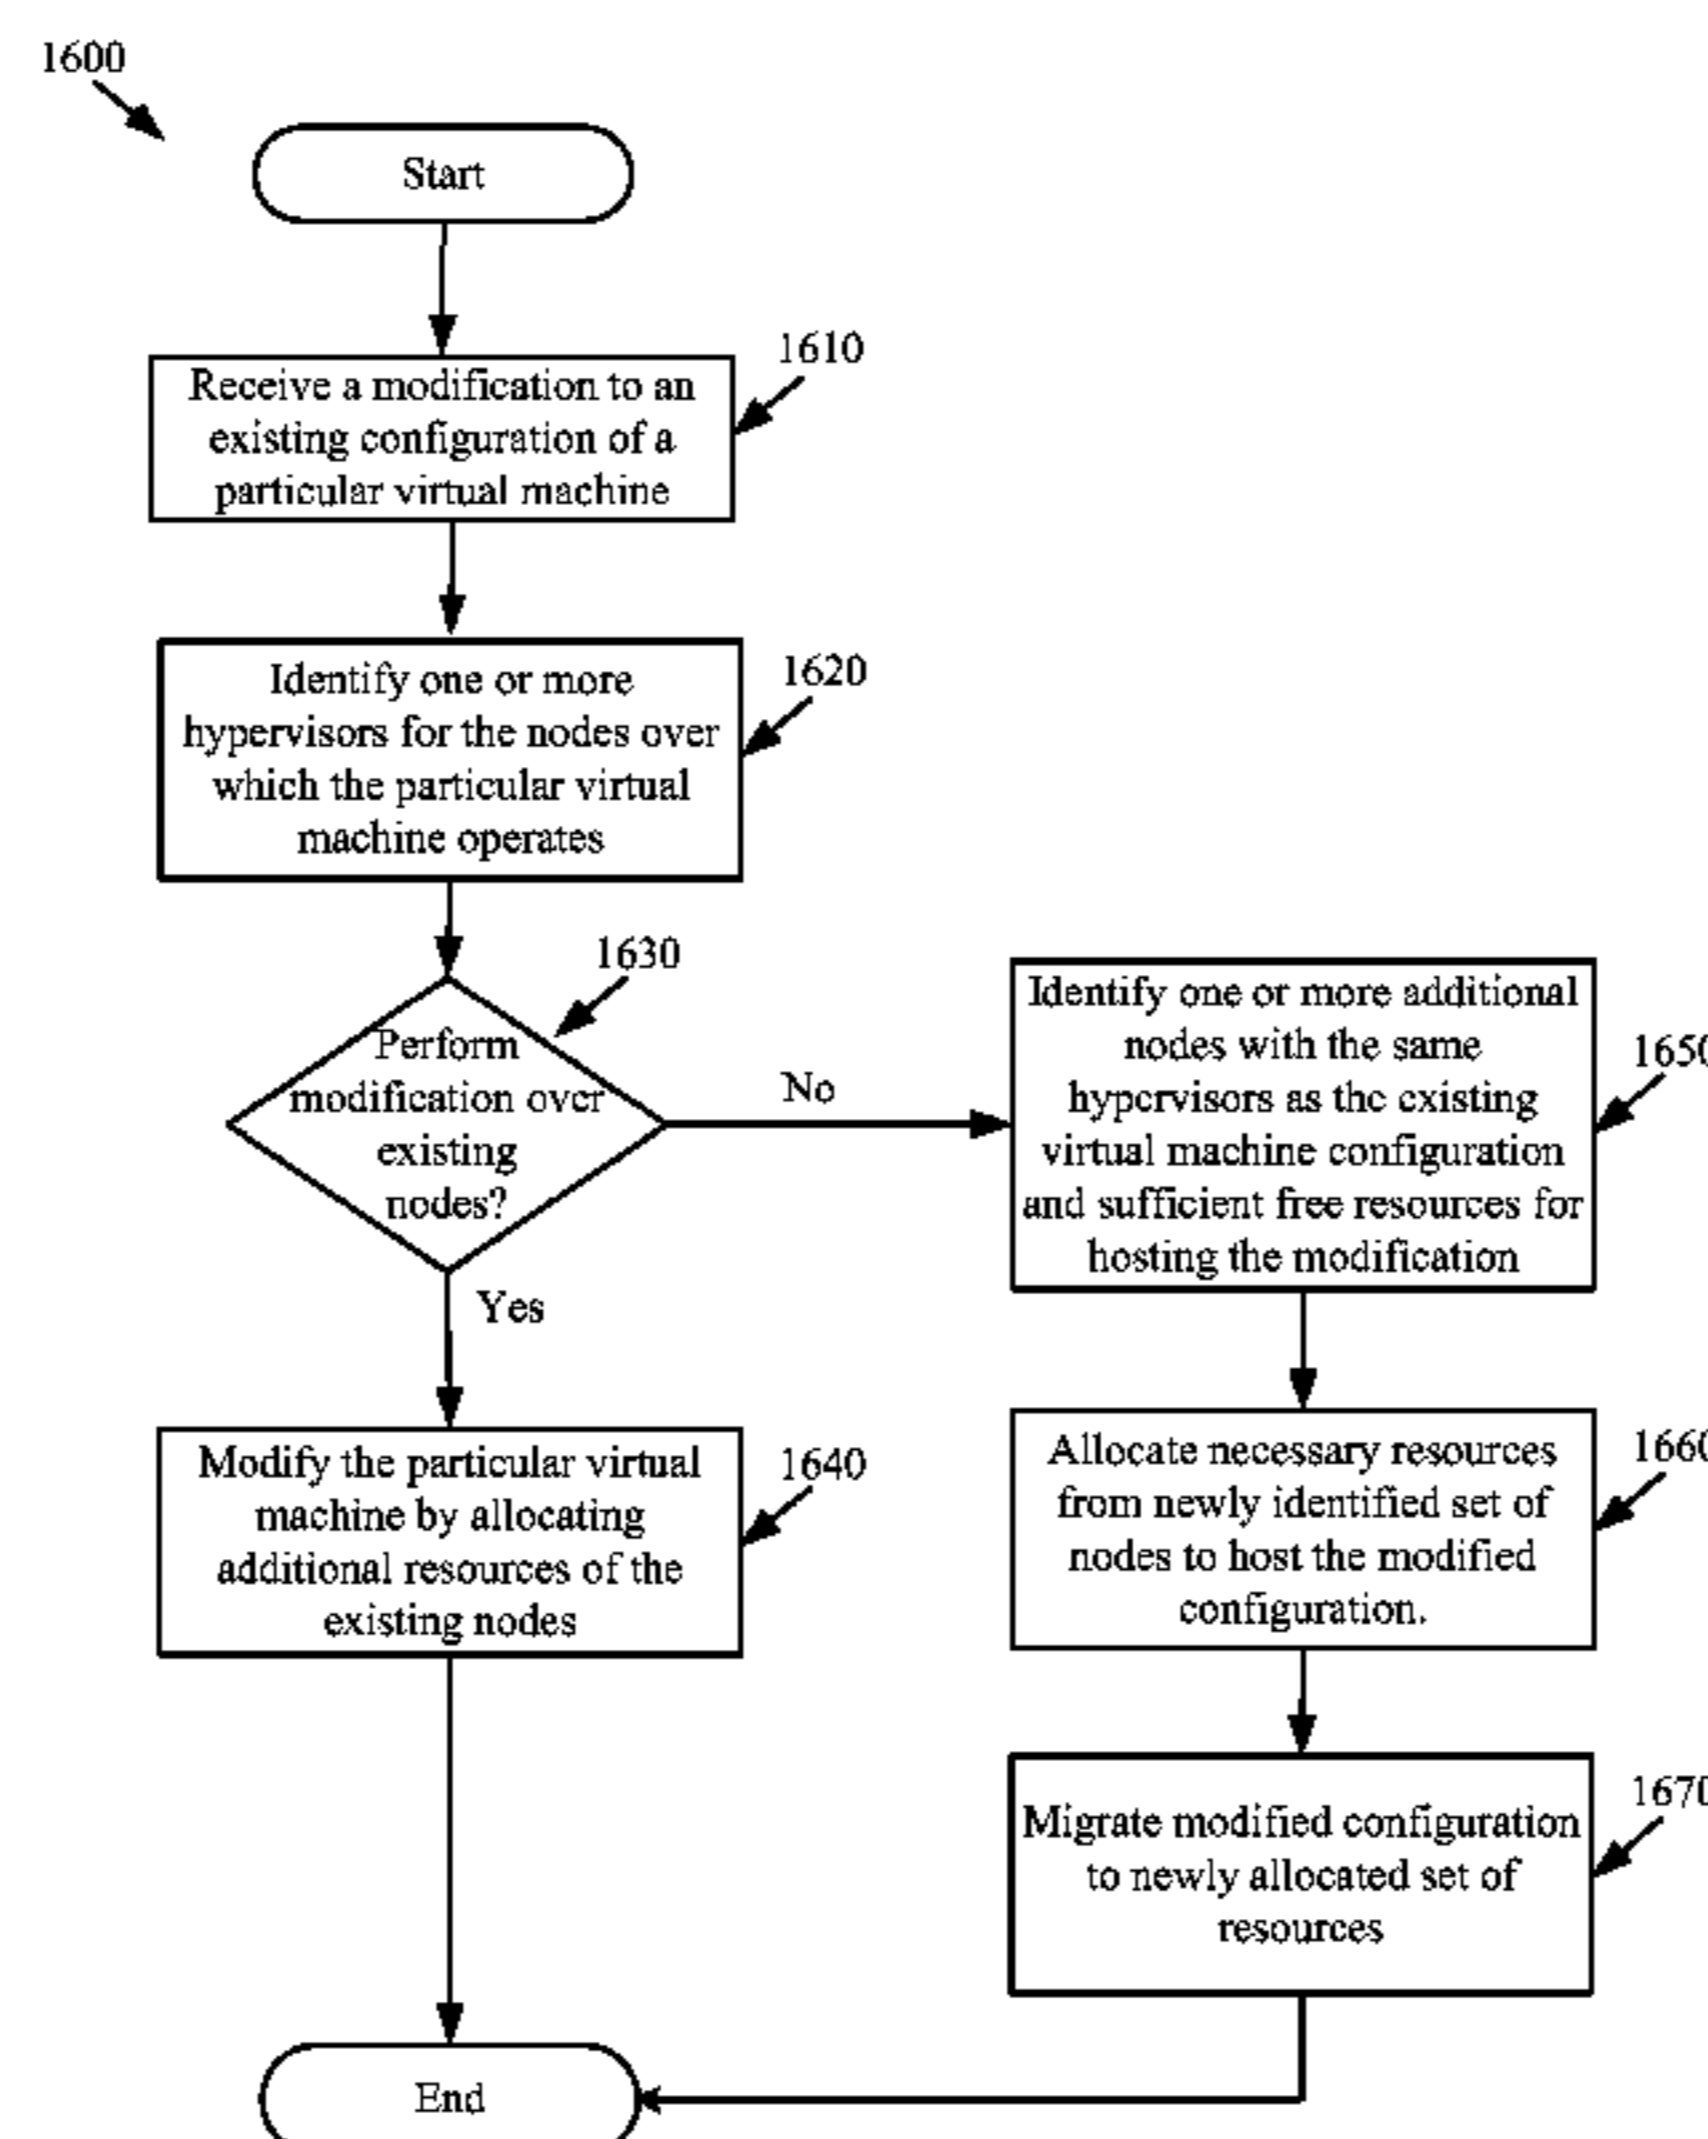 1600
Start
1610
Receive a modification to an
existing configuration of a
particular virtual machine
1620
Identify one or more
hypervisors for the nodes over
which the particular virtual
machine operates
1630
Perform
modification over
existing
nodes?
No
Yes
1640
Modify the particular virtual
machine by allocating
additional resources of the
existing nodes
1650
Identify one or more additional
nodes with the same
hypervisors as the existing
virtual machine configuration
and sufficient free resources for
hosting the modification
1660
Allocate necessary resources
from newly identified set of
nodes to host the modified
configuration.
1670
Migrate modified configuration
to newly allocated set of
resources
End